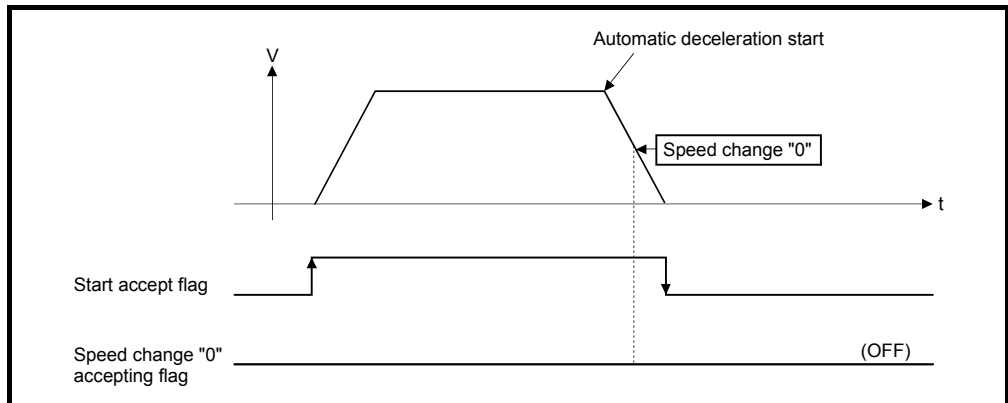 Automatic deceleration start
V
Speed change "0"
t
Start accept flag
Speed change "0"
accepting flag
(OFF)